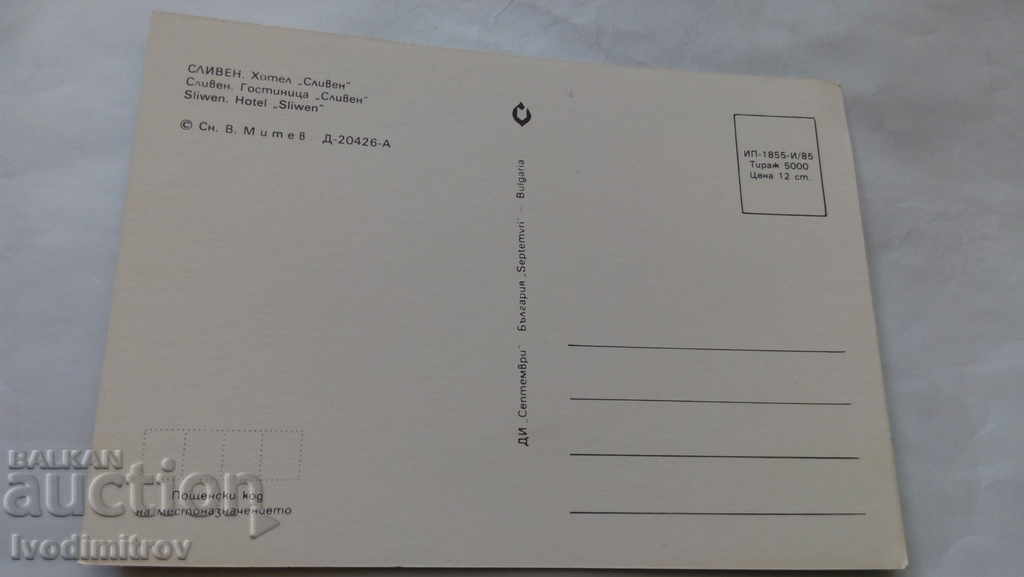 СЛИВЕН. Хотел „Сливен"
Сливен. Гостиница „Сливен"
Sliwen. Hotel „Sliwen"
© Сн. В. Митев Д-20426-А
ДИ „Септември" България „Septemvri" – Bulgaria
ИП-1855-И/85
Тираж 5000
Цена 12 ст.
Пощенски код
на местоназначението
BALKAN
auction
Ivodimitrov